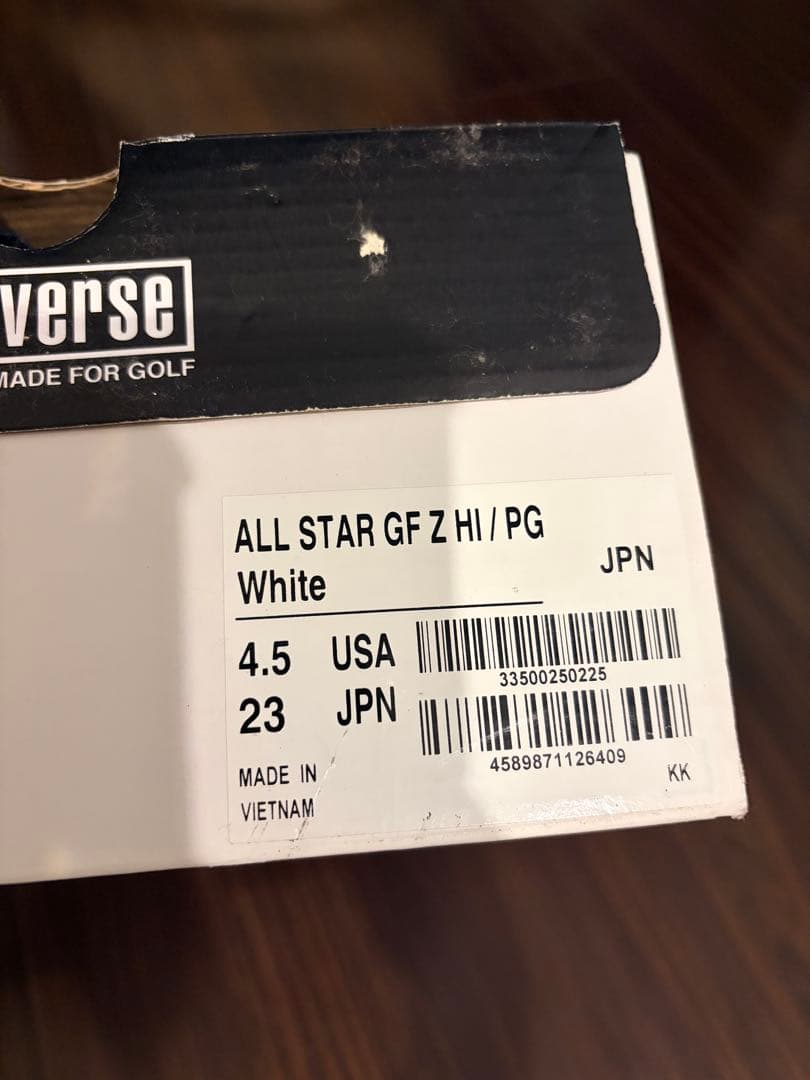 verse
MADE FOR GOLF
ALL STAR GF Z HI / PG
White
JPN
4.5 USA
33500250225
23 JPN
4589871126409
MADE IN
VIETNAM
KK